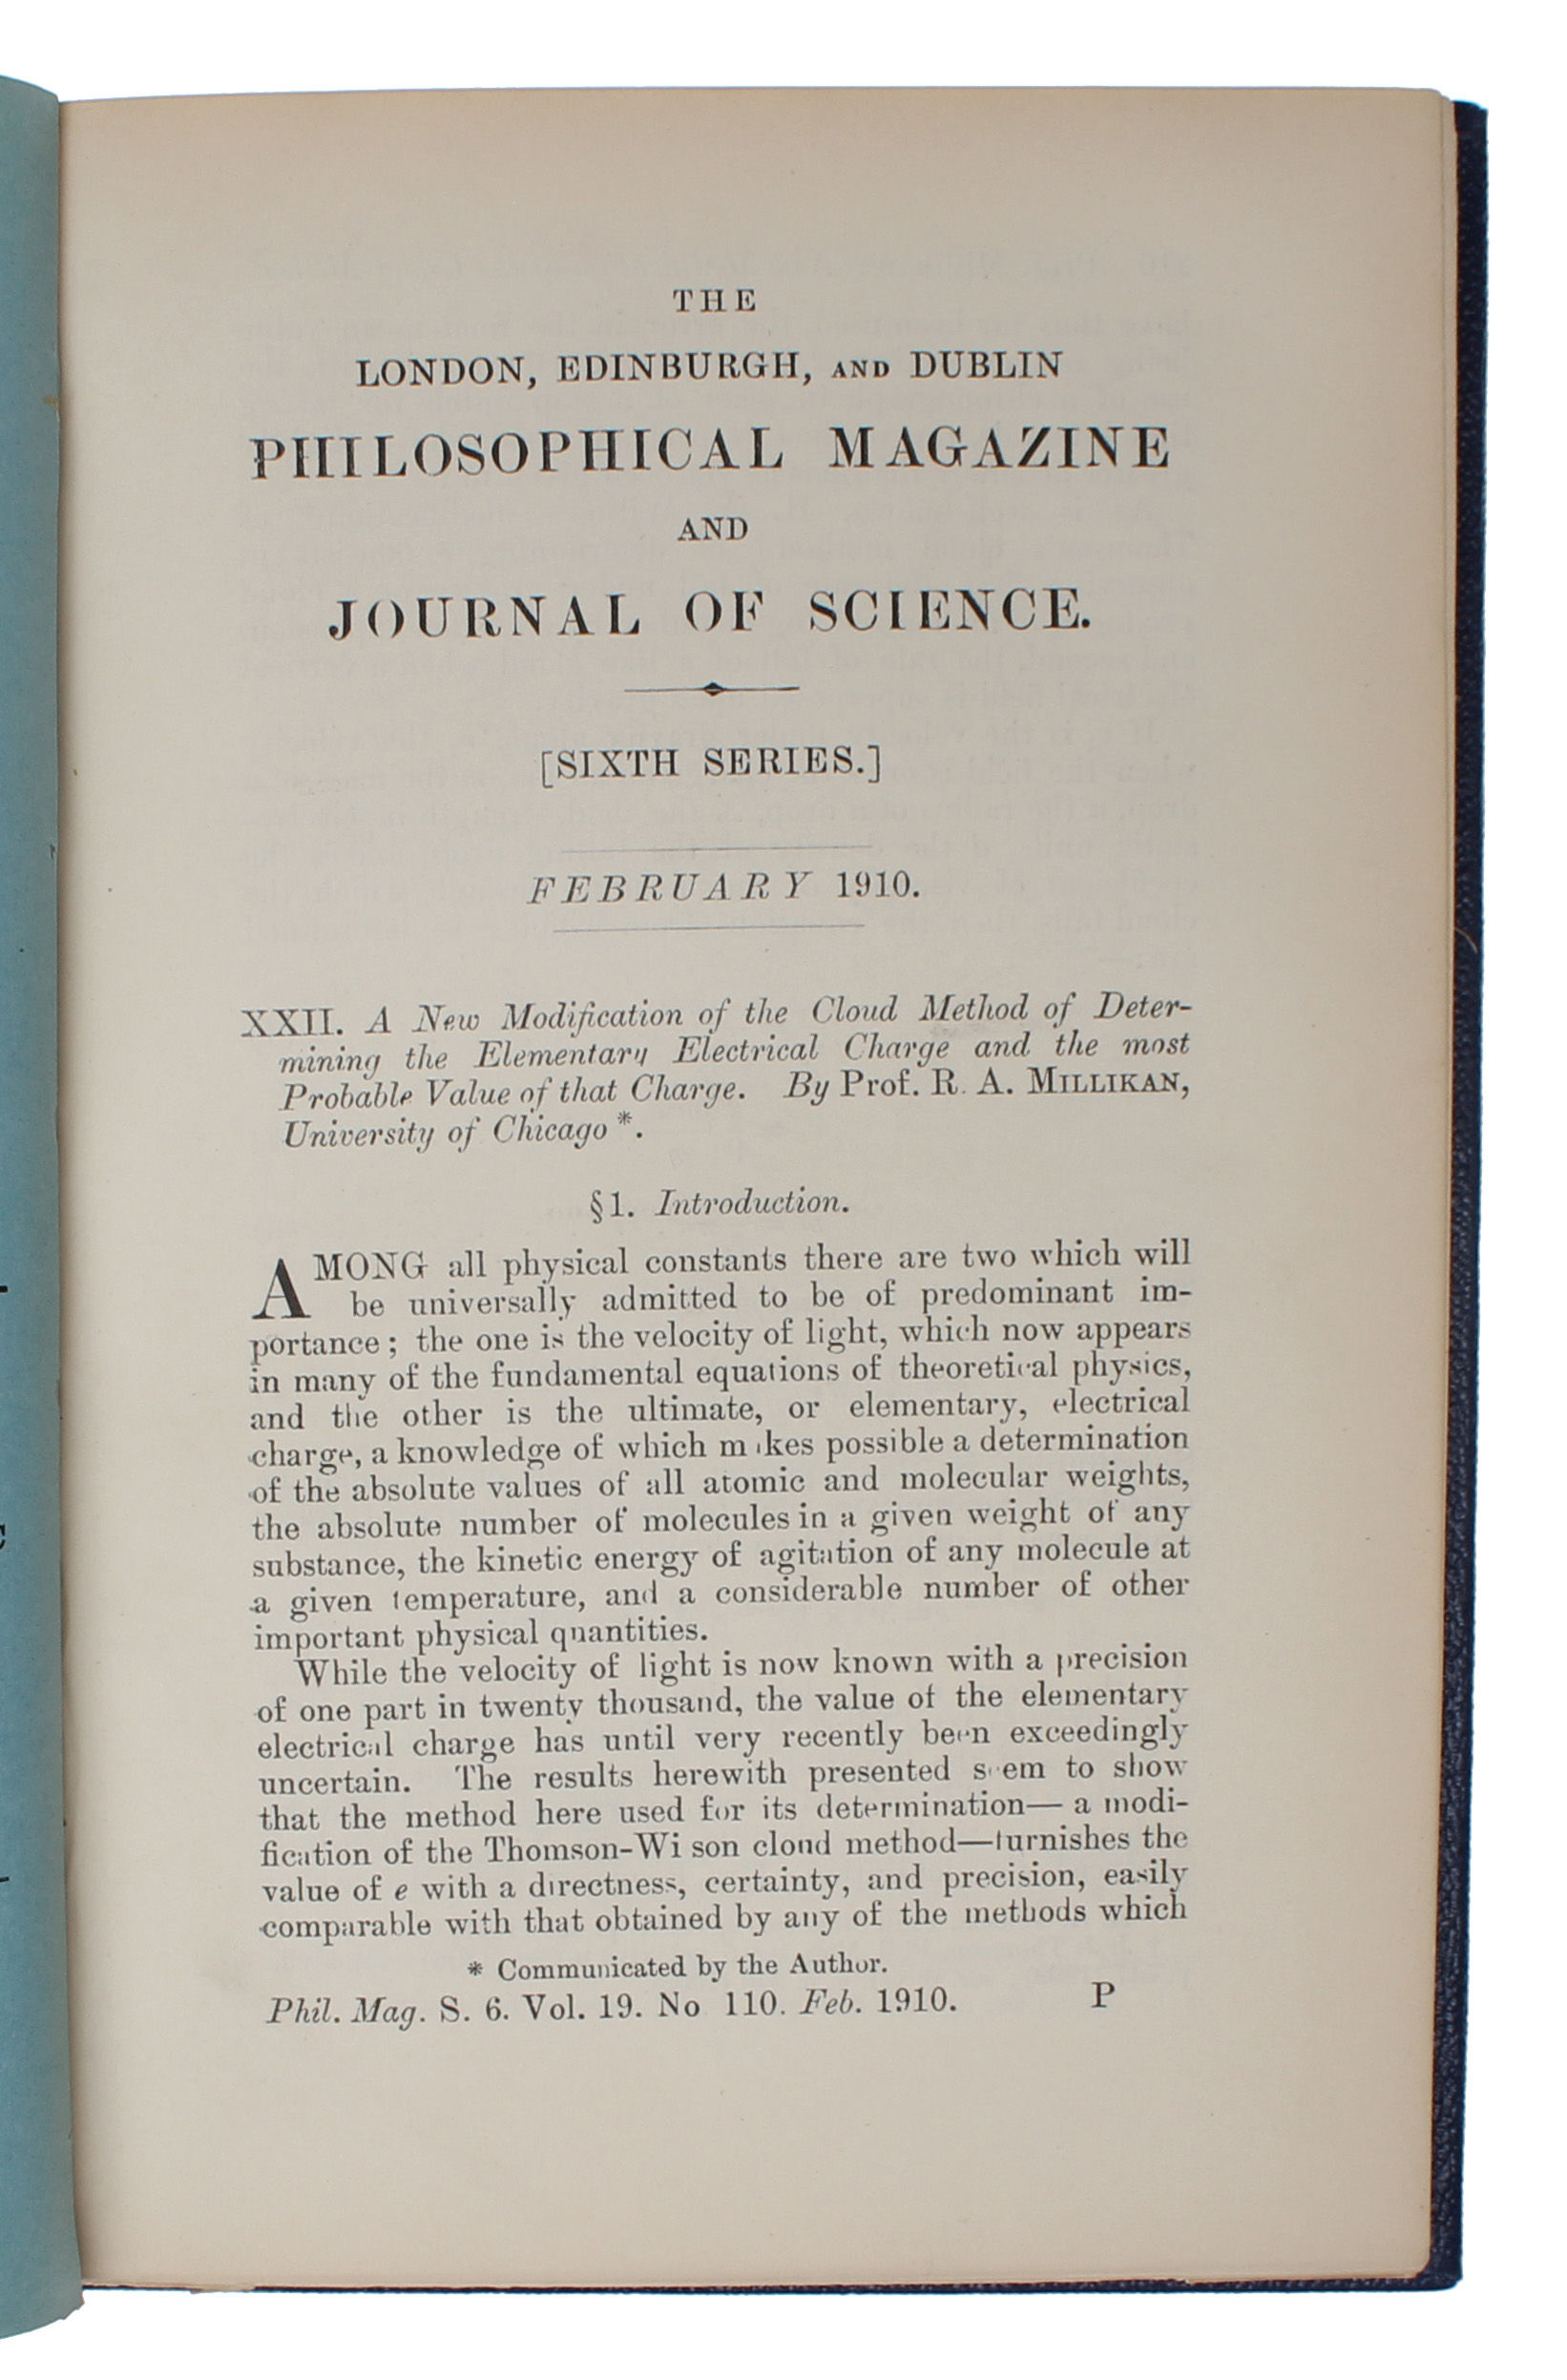 THE
LONDON, EDINBURGH, AND DUBLIN
PHILOSOPHICAL MAGAZINE
AND
JOURNAL OF SCIENCE.
[SIXTH SERIES.]
FEBRUARY 1910.
XXII. A New Modification of the Cloud Method of Deter-
mining the Elementary Electrical Charge and the most
Probable Value of that Charge. By Prof. R. A. MILLIKAN,
University of Chicago *.
§ 1. Introduction.
AMONG all physical constants there are two which will
be universally admitted to be of predominant im-
portance; the one is the velocity of light, which now appears
in many of the fundamental equations of theoretical physics,
and the other is the ultimate, or elementary, electrical
charge, a knowledge of which makes possible a determination
of the absolute values of all atomic and molecular weights,
the absolute number of molecules in a given weight of any
substance, the kinetic energy of agitation of any molecule at
a given temperature, and a considerable number of other
important physical quantities.
While the velocity of light is now known with a precision
of one part in twenty thousand, the value of the elementary
electrical charge has until very recently been exceedingly
uncertain. The results herewith presented seem to show
that the method here used for its determination— a modi-
fication of the Thomson-Wi son cloud method—furnishes the
value of e with a directness, certainty, and precision, easily
comparable with that obtained by any of the methods which
* Communicated by the Author.
Phil. Mag. S. 6. Vol. 19. No 110. Feb. 1910. P